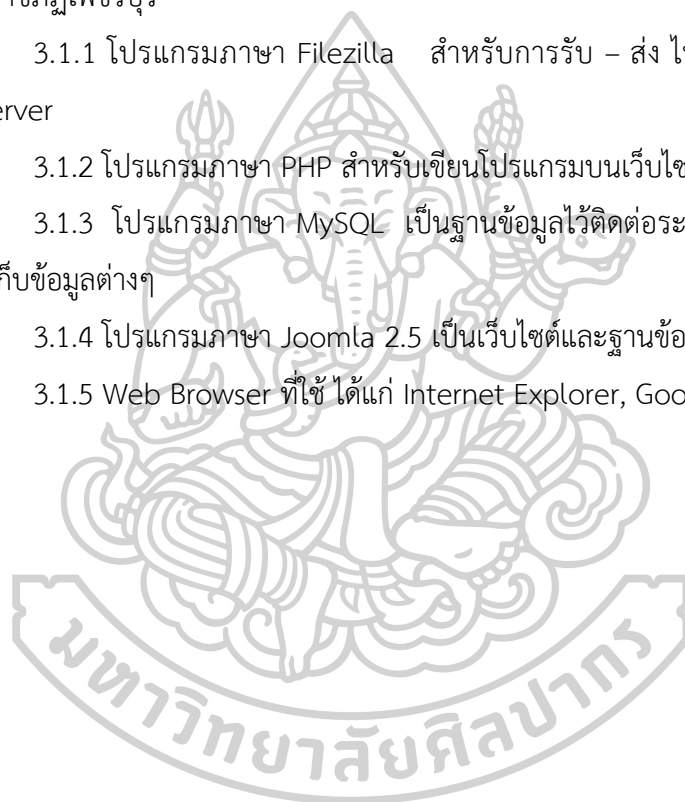 3.1.1 โปรแกรมภาษา Filezilla สำหรับการรับ – ส่ง
erver
3.1.2 โปรแกรมภาษา PHP สำหรับเขียนโปรแกรมบนเว็บไซ
3.1.3 โปรแกรมภาษา MySQL เป็นฐานข้อมูลไว้ติดต่อระ
ก็บข้อมูลต่างๆ
3.1.4 โปรแกรมภาษา Joomla 2.5 เป็นเว็บไซต์และฐานข้อ
3.1.5 Web Browser ที่ใช้ ได้แก่ Internet Explorer, Goo
มหาวิทยาลัยศิลปากร